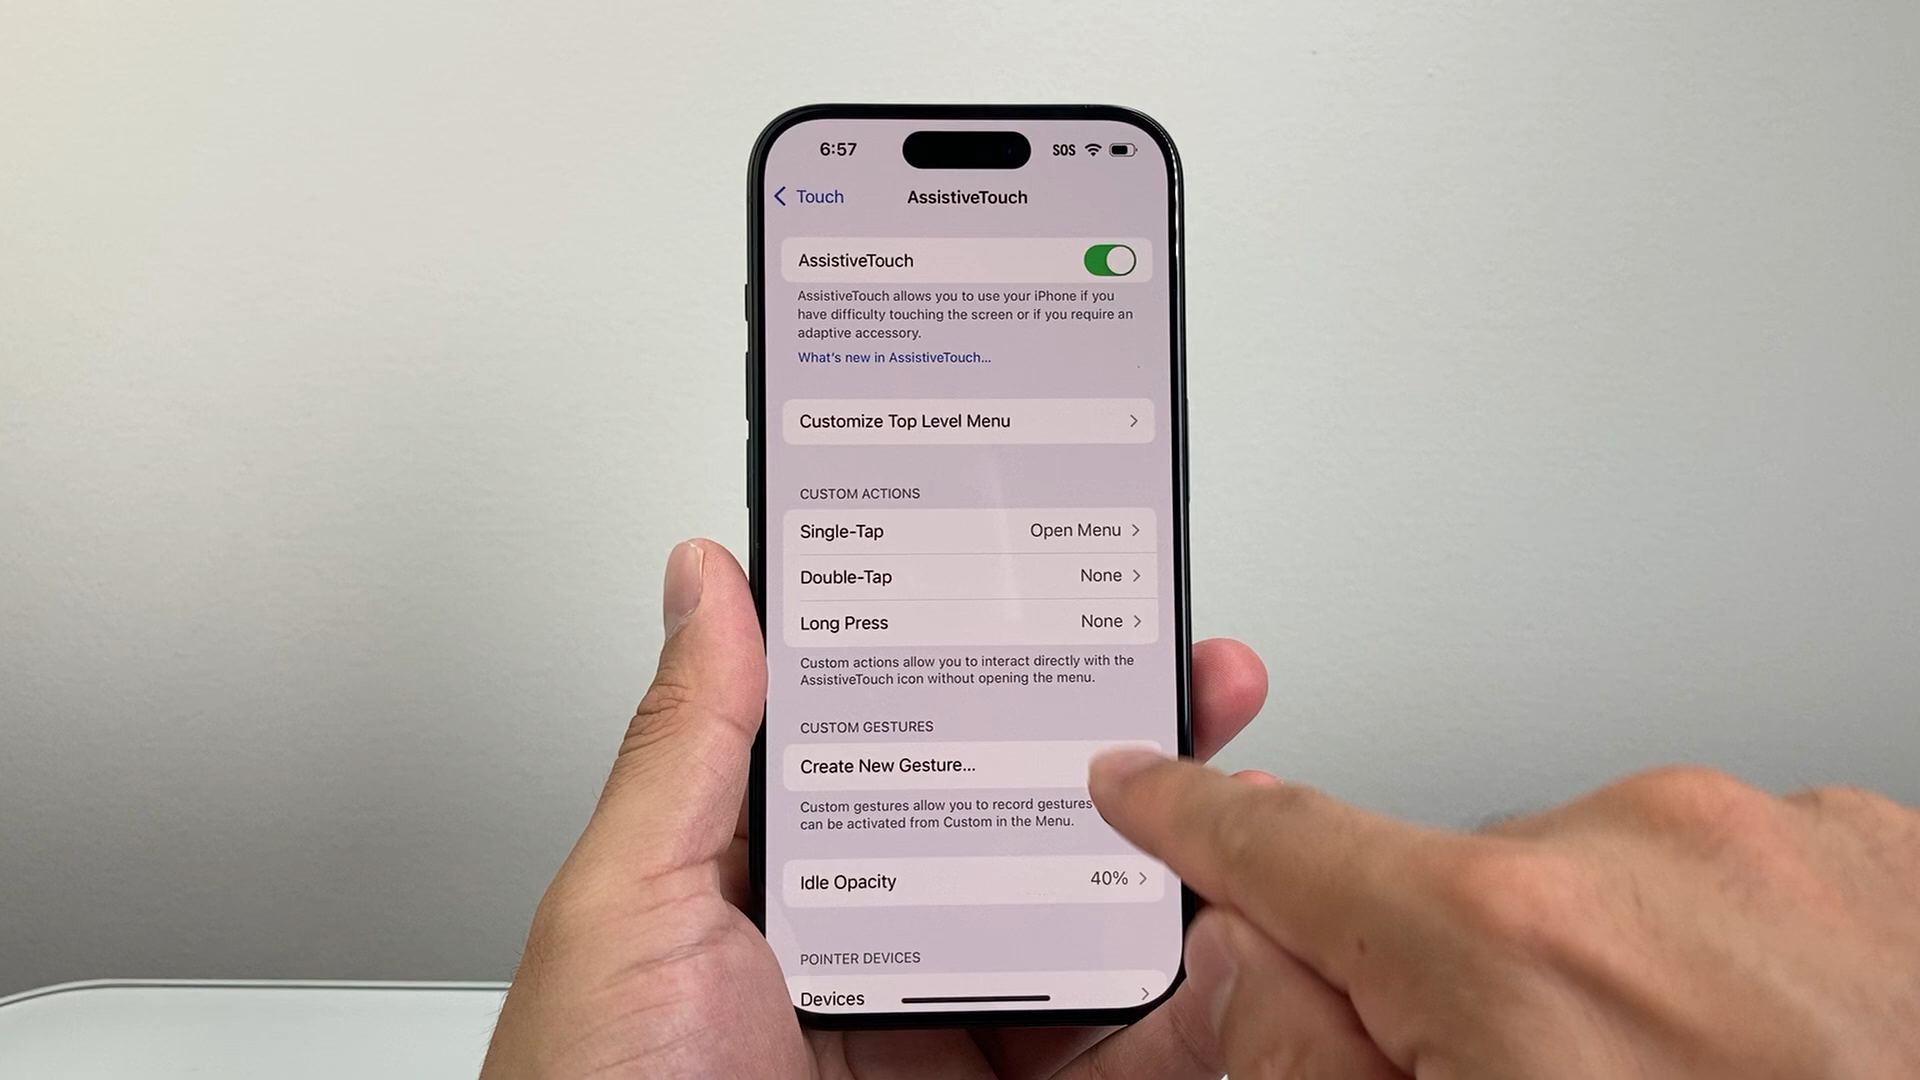 6:57 SOS
Touch AssistiveTouch
AssistiveTouch
AssistiveTouch allows you to use your iPhone if you
have difficulty touching the screen or if you require an
adaptive accessory.
What's new in AssistiveTouch...
Customize Top Level Menu
CUSTOM ACTIONS
Single-Tap Open Menu
Double-Tap None
Long Press None
Custom actions allow you to interact directly with the
AssistiveTouch icon without opening the menu.
CUSTOM GESTURES
Create New Gesture...
Custom gestures allow you to record gestures
can be activated from Custom in the Menu.
Idle Opacity 40%
POINTER DEVICES
Devices